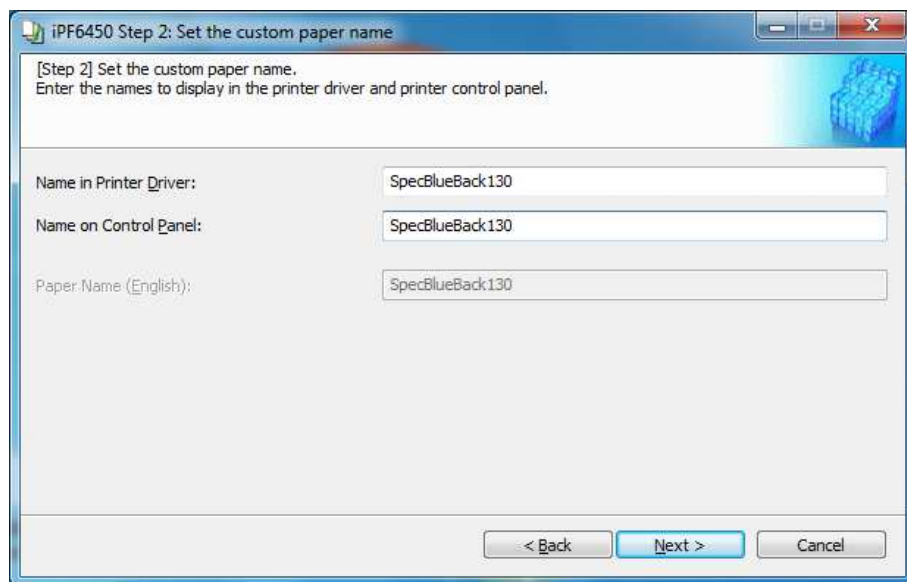 iPF6450 Step 2: Set the custom paper name
[Step 2] Set the custom paper name.
Enter the names to display in the printer driver and printer control panel.
Name in Printer Driver: SpecBlueBack130
Name on Control Panel: SpecBlueBack130
Paper Name (English): SpecBlueBack130
< Back Next > Cancel